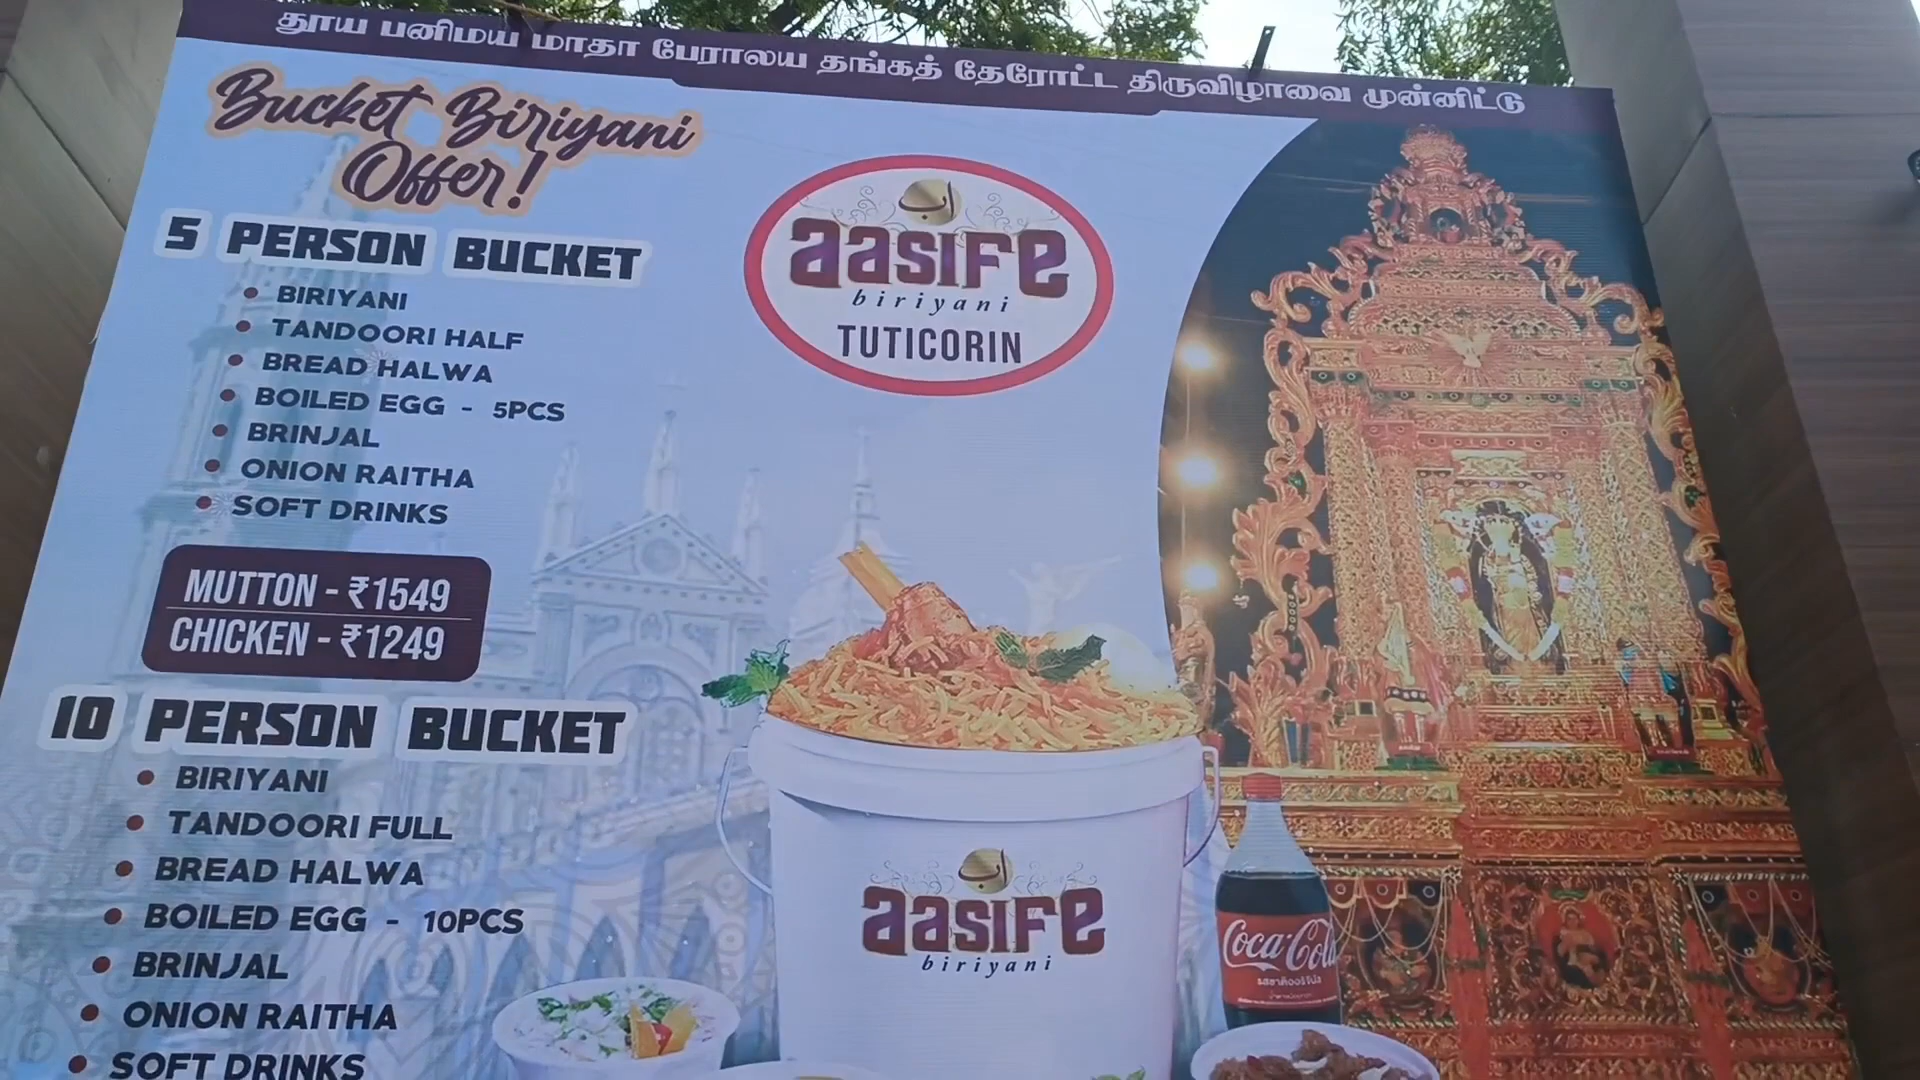 தூய பனிமய மாதா பேராலய தங்கத் தேரோட்ட திருவிழாவை முன்னிட்டு
Bucket Biriyani
Offer!
5 PERSON BUCKET
BIRIYANI
TANDOORI HALF
BREAD HALWA
BOILED EGG - 5PCS
BRINJAL
ONION RAITHA
SOFT DRINKS
MUTTON - ₹1549
CHICKEN - ₹1249
10 PERSON BUCKET
BIRIYANI
TANDOORI FULL
BREAD HALWA
BOILED EGG - 10PCS
BRINJAL
ONION RAITHA
SOFT DRINKS
aasife
biriyani
TUTICORIN
aasife
biriyani
Coca-Cola